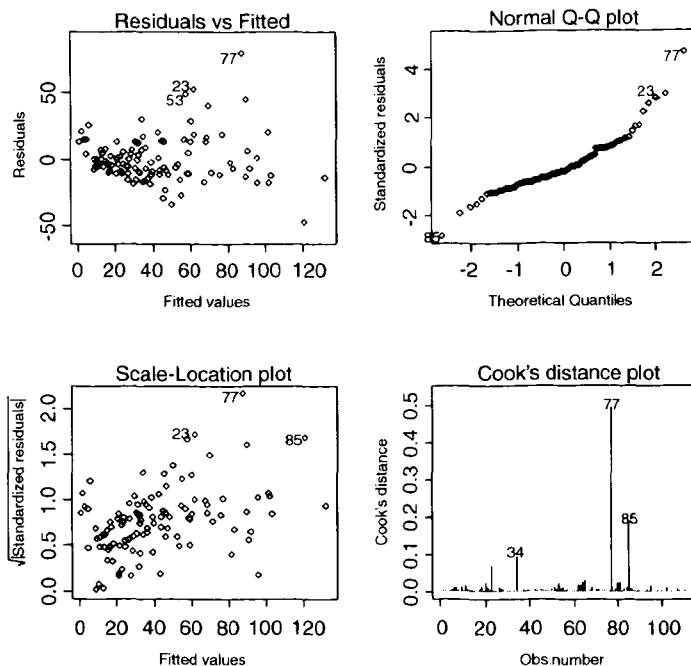 Residuals vs Fitted
Residuals
50
0
-50
77
23
53
0 20 40 60 80 100 120
Fitted values
Normal Q-Q plot
Standardized residuals
4
2
0
-2
77
23
85
-2 -1 0 1 2
Theoretical Quantiles
Scale-Location plot
√|Standardized residuals|
2.0
1.5
1.0
0.5
0.0
77
23
85
0 20 40 60 80 100 120
Fitted values
Cook's distance plot
Cook's distance
0.5
0.4
0.3
0.2
0.1
0.0
77
85
34
0 20 40 60 80 100
Obs.number